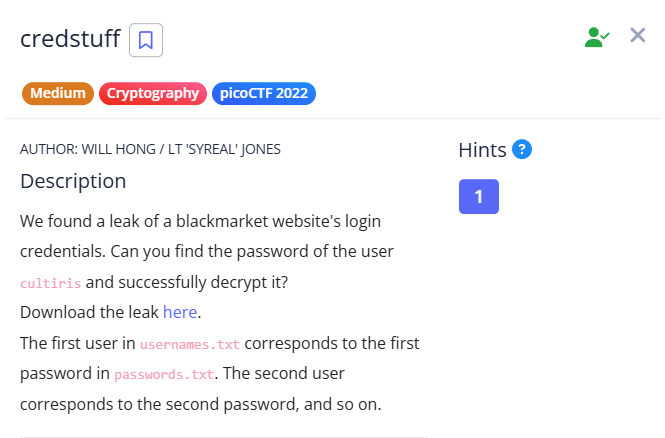 credstuff
Medium Cryptography picoCTF 2022
AUTHOR: WILL HONG / LT 'SYREAL' JONES
Description
We found a leak of a blackmarket website's login
credentials. Can you find the password of the user
cultiris and successfully decrypt it?
Download the leak here.
The first user in usernames.txt corresponds to the first
password in passwords.txt. The second user
corresponds to the second password, and so on.
Hints ?
1